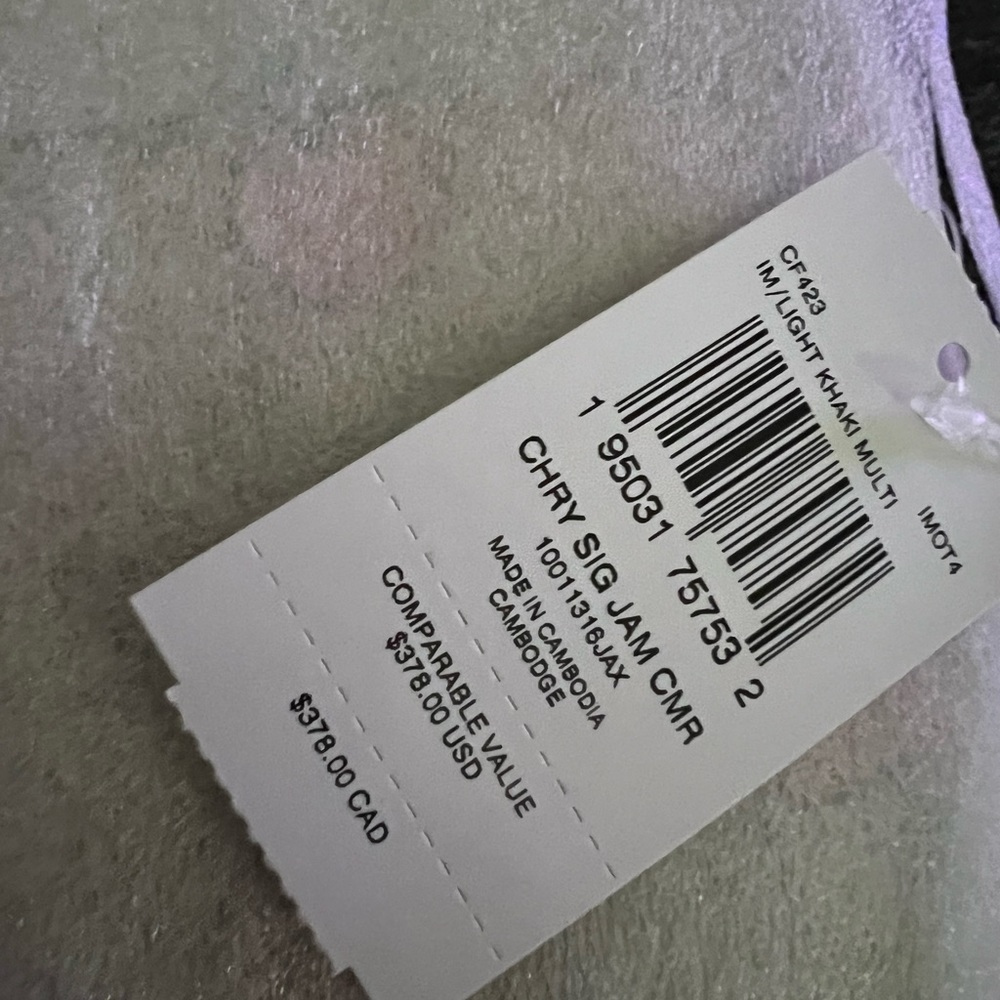 CF423
IM/LIGHT KHAKI MULTI
IMOT4
1 95031 75753 2
CHRY SIG JAM CMR
10011316JAX
MADE IN CAMBODIA
CAMBODGE
COMPARABLE VALUE
$378.00 USD
$378.00 CAD